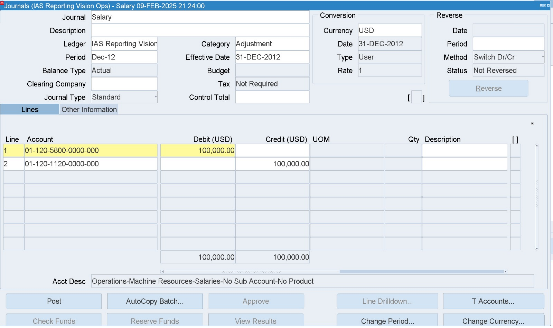 Journals (IAS Reporting Vision Ops) - Salary 09-FEB-2025 21 24:00
Journal Salary
Description
Ledger IAS Reporting Vision
Category Adjustment
Period Dec-12
Effective Date 31-DEC-2012
Balance Type Actual
Budget
Clearing Company
Tax Not Required
Journal Type Standard
Control Total
Conversion
Currency USD
Date 31-DEC-2012
Type User
Rate 1
Reverse
Date
Period
Method Switch Dr/Cr
Status Not Reversed
Reverse
[ ]
Lines Other Information
Line Account Debit (USD) Credit (USD) UOM Qty Description [ ]
1 01-120-5800-0000-000 100,000.00
2 01-120-1120-0000-000 100,000.00
100,000.00 100,000.00
Acct Desc Operations-Machine Resources-Salaries-No Sub Account-No Product
Post AutoCopy Batch... Approve Line Drilldown.. T Accounts...
Check Funds Reserve Funds View Results Change Period... Change Currency...